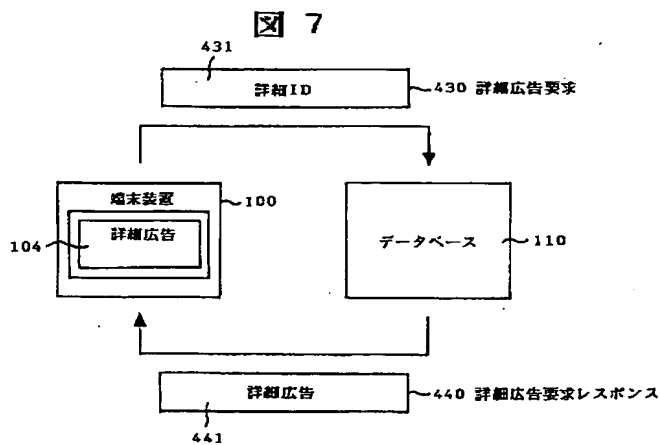 図 7
431
詳細ID
430 詳細広告要求
端末装置
100
詳細広告
104
データベース
110
詳細広告
440 詳細広告要求レスポンス
441